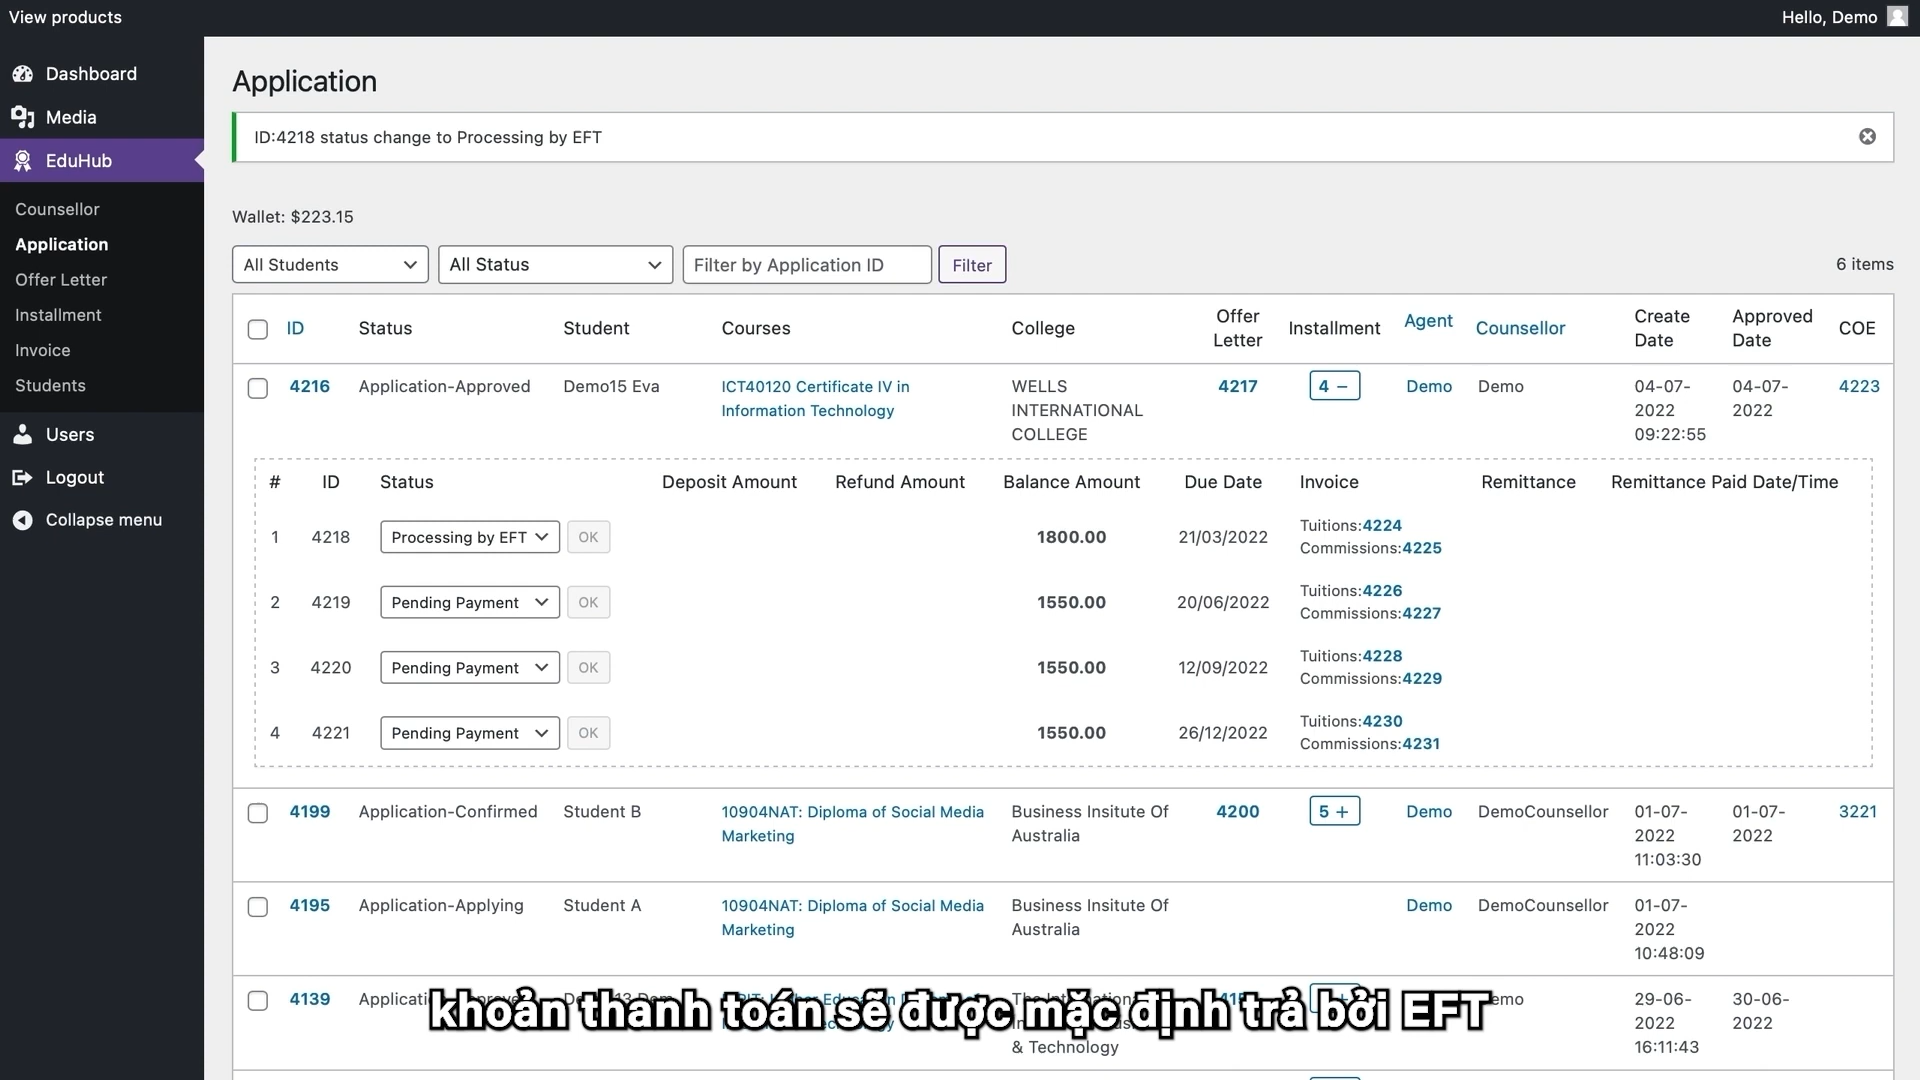 View products
Hello, Demo
Dashboard
Media
EduHub
Counsellor
Application
Offer Letter
Installment
Invoice
Students
Users
Logout
Collapse menu
Application
ID:4218 status change to Processing by EFT
Wallet: $223.15
All Students
All Status
Filter by Application ID
Filter
6 items
ID Status Student Courses College Offer Letter Installment Agent Counsellor Create Date Approved Date COE
4216 Application-Approved Demo15 Eva ICT40120 Certificate IV in Information Technology WELLS INTERNATIONAL COLLEGE 4217 4 − Demo Demo 04-07-2022 09:22:55 04-07-2022 4223
# ID Status Deposit Amount Refund Amount Balance Amount Due Date Invoice Remittance Remittance Paid Date/Time
1 4218 Processing by EFT OK 1800.00 21/03/2022 Tuitions:4224
Commissions:4225
2 4219 Pending Payment OK 1550.00 20/06/2022 Tuitions:4226
Commissions:4227
3 4220 Pending Payment OK 1550.00 12/09/2022 Tuitions:4228
Commissions:4229
4 4221 Pending Payment OK 1550.00 26/12/2022 Tuitions:4230
Commissions:4231
4199 Application-Confirmed Student B 10904NAT: Diploma of Social Media Marketing Business Insitute Of Australia 4200 5 + Demo DemoCounsellor 01-07-2022 11:03:30 01-07-2022 3221
4195 Application-Applying Student A 10904NAT: Diploma of Social Media Marketing Business Insitute Of Australia Demo DemoCounsellor 01-07-2022 10:48:09
4139 29-06-2022 16:11:43 30-06-2022
& Technology
khoản thanh toán sẽ được mặc định trả bởi EFT